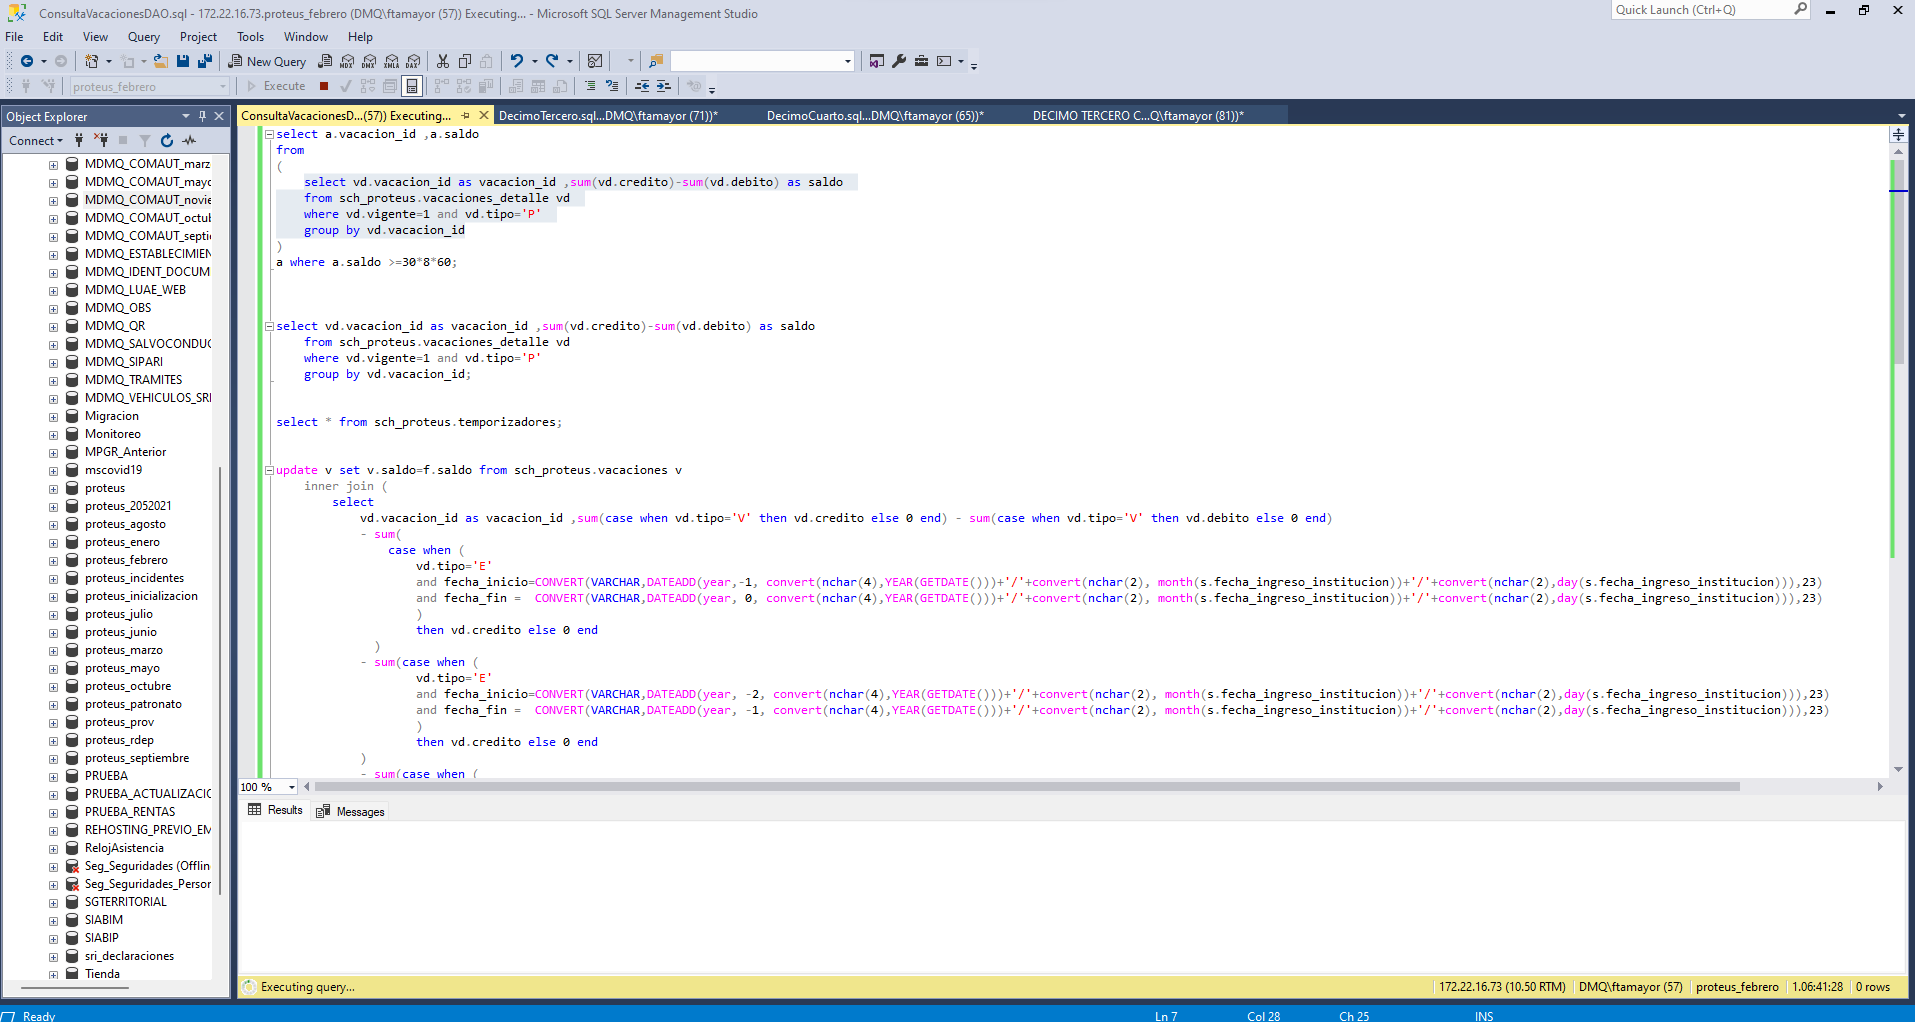 ConsultaVacacionesDAO.sql - 172.22.16.73.proteus_febrero (DMQ\ftamayor (57)) Executing... - Microsoft SQL Server Management Studio
Quick Launch (Ctrl+Q)
File Edit View Query Project Tools Window Help
New Query
MDX DMX XMLA DAX
proteus_febrero
Execute
Object Explorer
Connect
MDMQ_COMAUT_marz
MDMQ_COMAUT_mayo
MDMQ_COMAUT_novie
MDMQ_COMAUT_octub
MDMQ_COMAUT_septi
MDMQ_ESTABLECIMIEN
MDMQ_IDENT_DOCUM
MDMQ_LUAE_WEB
MDMQ_OBS
MDMQ_QR
MDMQ_SALVOCONDUC
MDMQ_SIPARI
MDMQ_TRAMITES
MDMQ_VEHICULOS_SRI
Migracion
Monitoreo
MPGR_Anterior
mscovid19
proteus
proteus_2052021
proteus_agosto
proteus_enero
proteus_febrero
proteus_incidentes
proteus_inicializacion
proteus_julio
proteus_junio
proteus_marzo
proteus_mayo
proteus_octubre
proteus_patronato
proteus_prov
proteus_rdep
proteus_septiembre
PRUEBA
PRUEBA_ACTUALIZACIC
PRUEBA_RENTAS
REHOSTING_PREVIO_EM
RelojAsistencia
Seg_Seguridades (Offlin
Seg_Seguridades_Persor
SGTERRITORIAL
SIABIM
SIABIP
sri_declaraciones
Tienda
ConsultaVacacionesD...(57)) Executing...
DecimoTercero.sql...DMQ\ftamayor (71))*
DecimoCuarto.sql...DMQ\ftamayor (65))*
DECIMO TERCERO C...Q\ftamayor (81))*
select a.vacacion_id ,a.saldo
from
(
select vd.vacacion_id as vacacion_id ,sum(vd.credito)-sum(vd.debito) as saldo
from sch_proteus.vacaciones_detalle vd
where vd.vigente=1 and vd.tipo='P'
group by vd.vacacion_id
)
a where a.saldo >=30*8*60;
select vd.vacacion_id as vacacion_id ,sum(vd.credito)-sum(vd.debito) as saldo
from sch_proteus.vacaciones_detalle vd
where vd.vigente=1 and vd.tipo='P'
group by vd.vacacion_id;
select * from sch_proteus.temporizadores;
update v set v.saldo=f.saldo from sch_proteus.vacaciones v
inner join (
select
vd.vacacion_id as vacacion_id ,sum(case when vd.tipo='V' then vd.credito else 0 end) - sum(case when vd.tipo='V' then vd.debito else 0 end)
- sum(
case when (
vd.tipo='E'
and fecha_inicio=CONVERT(VARCHAR,DATEADD(year,-1, convert(nchar(4),YEAR(GETDATE()))+'/'+convert(nchar(2), month(s.fecha_ingreso_institucion))+'/'+convert(nchar(2),day(s.fecha_ingreso_institucion))),23)
and fecha_fin =  CONVERT(VARCHAR,DATEADD(year, 0, convert(nchar(4),YEAR(GETDATE()))+'/'+convert(nchar(2), month(s.fecha_ingreso_institucion))+'/'+convert(nchar(2),day(s.fecha_ingreso_institucion))),23)
)
then vd.credito else 0 end
)
- sum(case when (
vd.tipo='E'
and fecha_inicio=CONVERT(VARCHAR,DATEADD(year, -2, convert(nchar(4),YEAR(GETDATE()))+'/'+convert(nchar(2), month(s.fecha_ingreso_institucion))+'/'+convert(nchar(2),day(s.fecha_ingreso_institucion))),23)
and fecha_fin =  CONVERT(VARCHAR,DATEADD(year, -1, convert(nchar(4),YEAR(GETDATE()))+'/'+convert(nchar(2), month(s.fecha_ingreso_institucion))+'/'+convert(nchar(2),day(s.fecha_ingreso_institucion))),23)
)
then vd.credito else 0 end
)
- sum(case when (
100 %
Results Messages
Executing query...
172.22.16.73 (10.50 RTM) DMQ\ftamayor (57) proteus_febrero 1.06:41:28 0 rows
Ready Ln 7 Col 28 Ch 25 INS